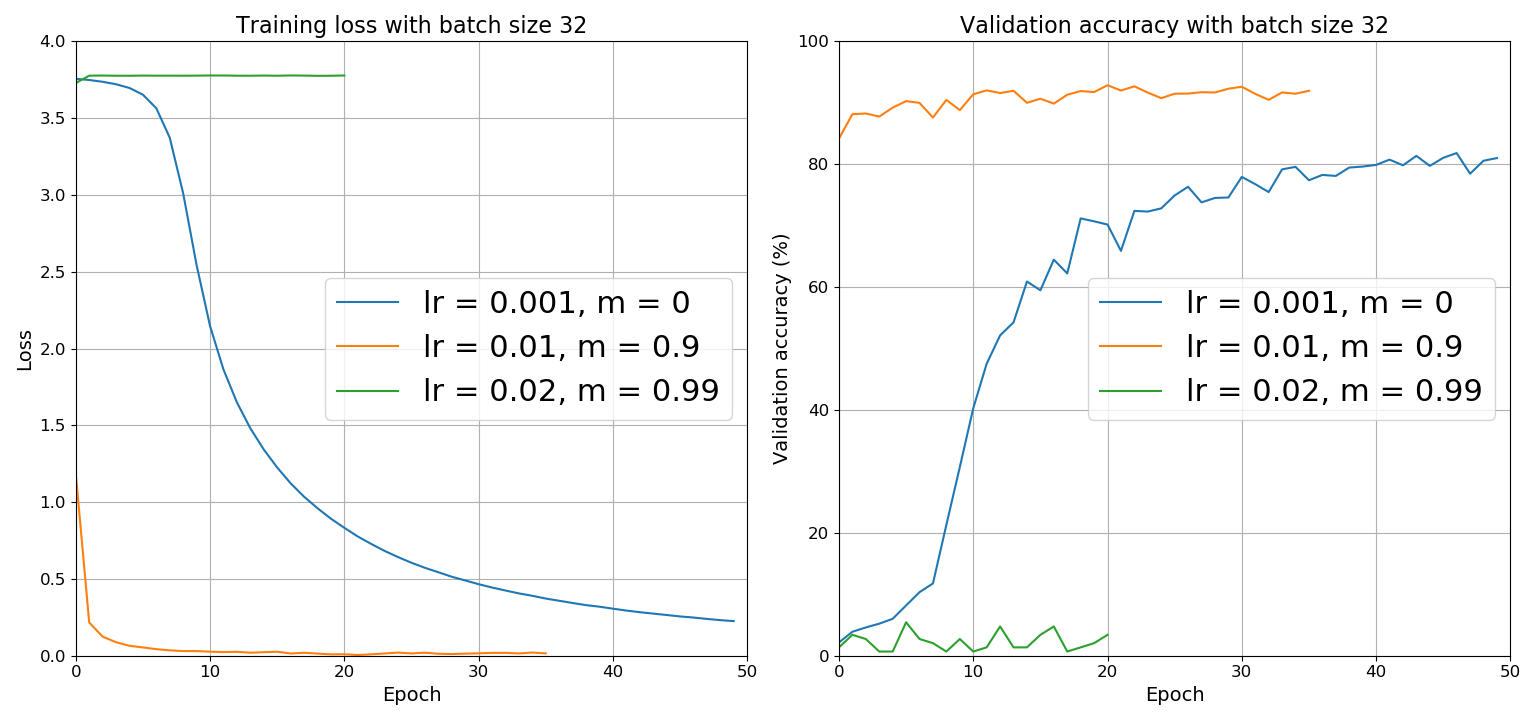 Training loss with batch size 32
4.0
3.5
3.0
2.5
2.0
1.5
1.0
0.5
0.0
Loss
lr = 0.001, m = 0
lr = 0.01, m = 0.9
lr = 0.02, m = 0.99
0 10 20 30 40 50
Epoch
Validation accuracy with batch size 32
100
80
60
40
20
0
Validation accuracy (%)
lr = 0.001, m = 0
lr = 0.01, m = 0.9
lr = 0.02, m = 0.99
0 10 20 30 40 50
Epoch